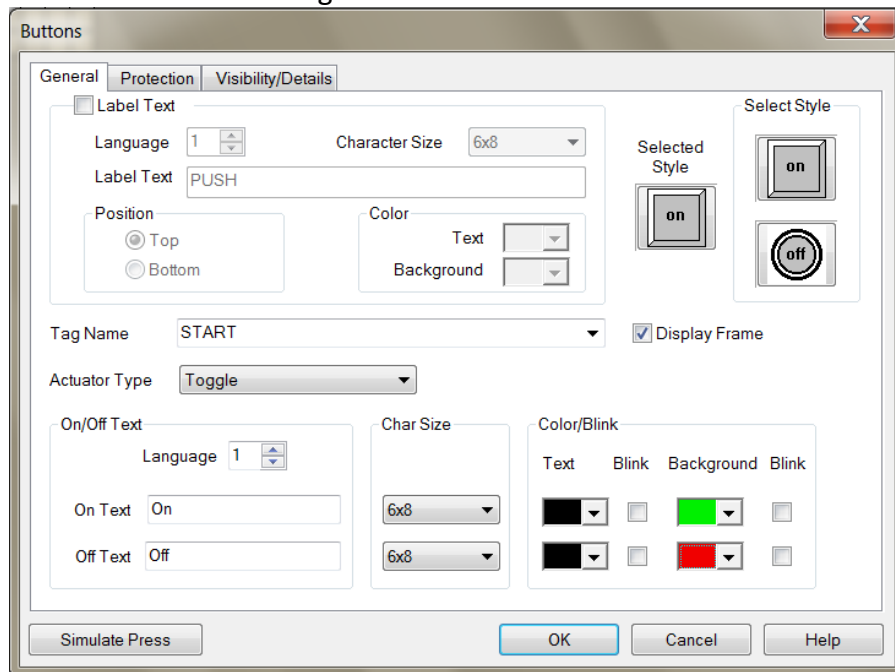 Buttons
General Protection Visibility/Details
Label Text
Language 1 Character Size 6x8
Label Text PUSH
Position
Top
Bottom
Color
Text
Background
Selected
Style
on
Select Style
on
off
Tag Name START
Display Frame
Actuator Type Toggle
On/Off Text
Language 1
On Text On
Off Text Off
Char Size
6x8
6x8
Color/Blink
Text Blink Background Blink
Simulate Press OK Cancel Help